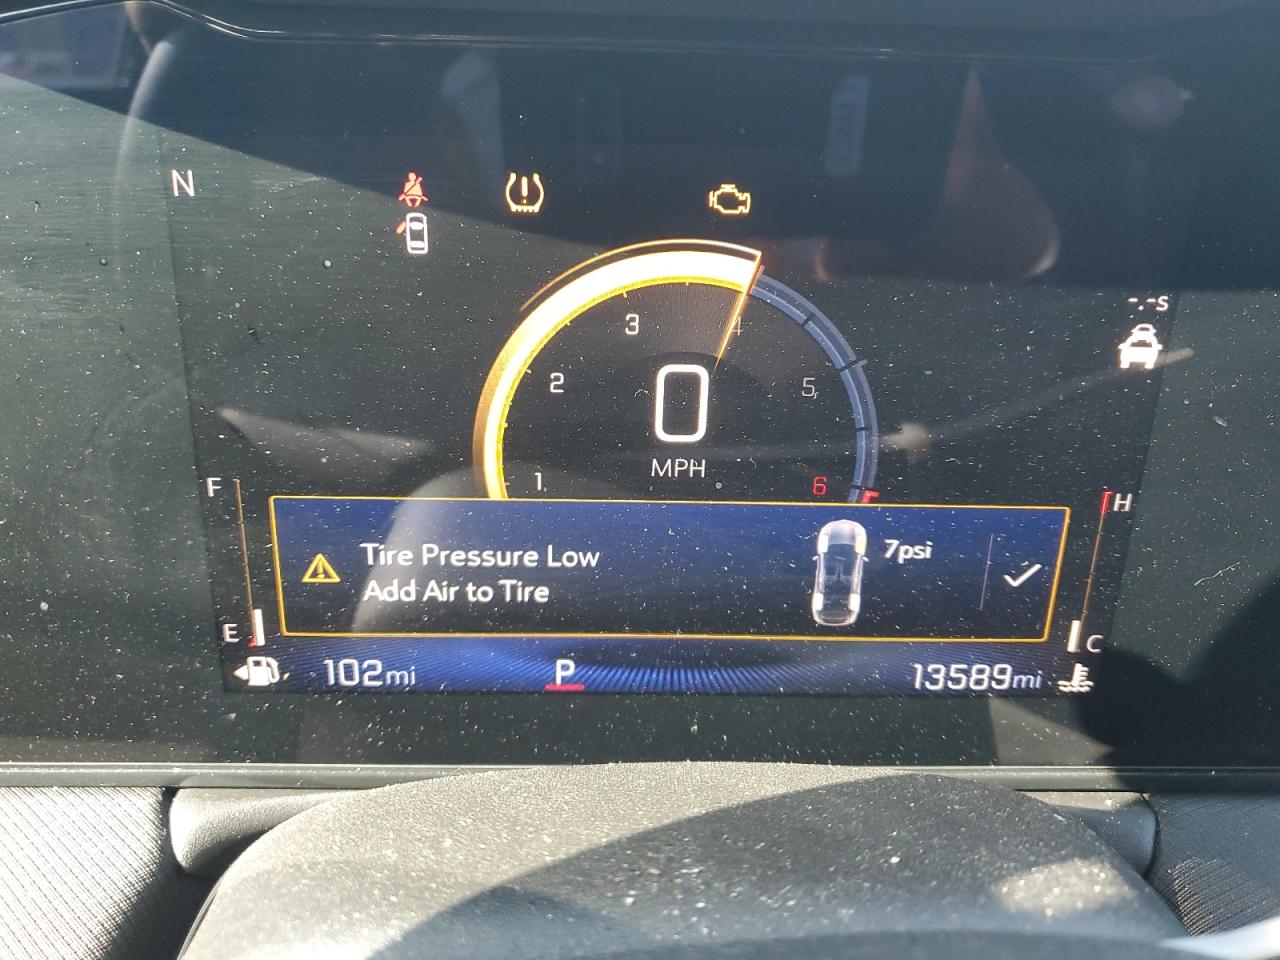 N
-.-s
3
4
2
5
0
MPH
1
6
F
H
Tire Pressure Low
7psi
Add Air to Tire
E
C
102mi
P
13589mi